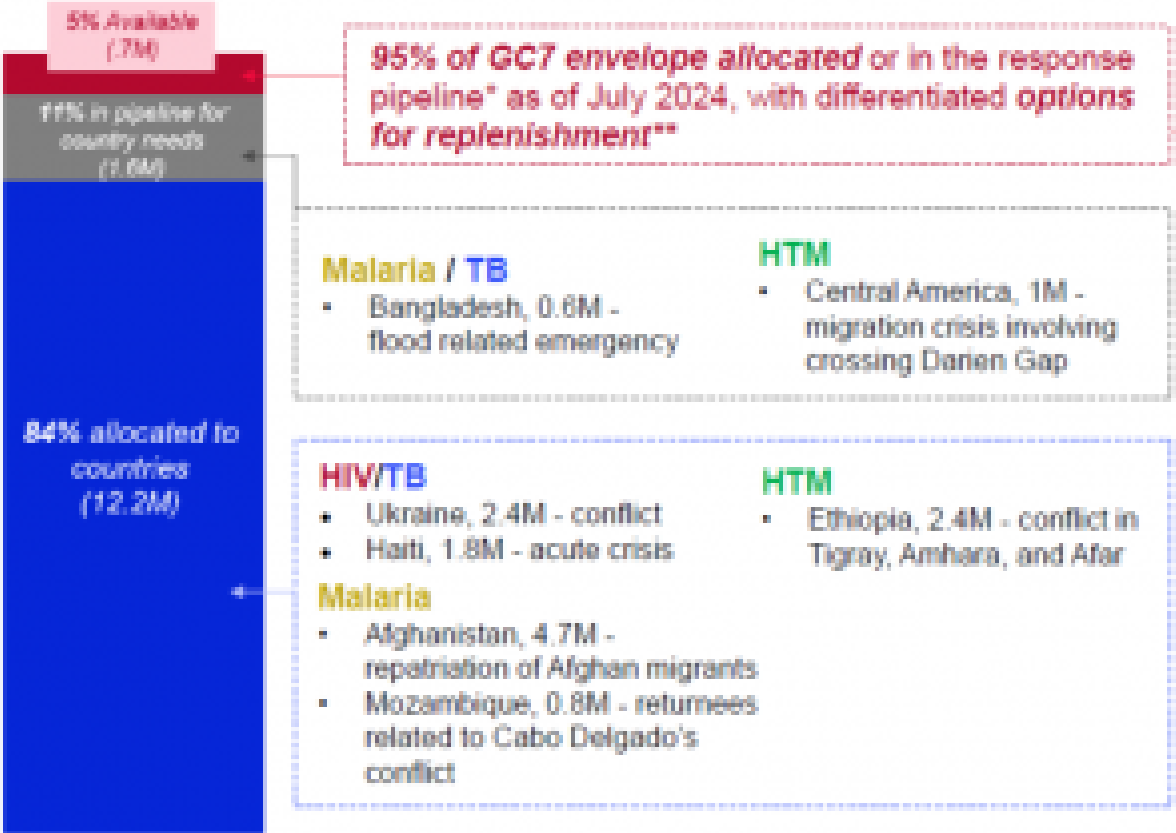 5% Available
(.7M)
11% in pipeline for
country needs
(1.6M)
84% allocated to
countries
(12.2M)
95% of GC7 envelope allocated or in the response
pipeline* as of July 2024, with differentiated options
for replenishment**
Malaria / TB
• Bangladesh, 0.6M -
flood related emergency
HTM
• Central America, 1M -
migration crisis involving
crossing Darien Gap
HIV/TB
• Ukraine, 2.4M - conflict
• Haiti, 1.8M - acute crisis
Malaria
• Afghanistan, 4.7M -
repatriation of Afghan migrants
• Mozambique, 0.8M - returnees
related to Cabo Delgado's
conflict
HTM
• Ethiopia, 2.4M - conflict in
Tigray, Amhara, and Afar